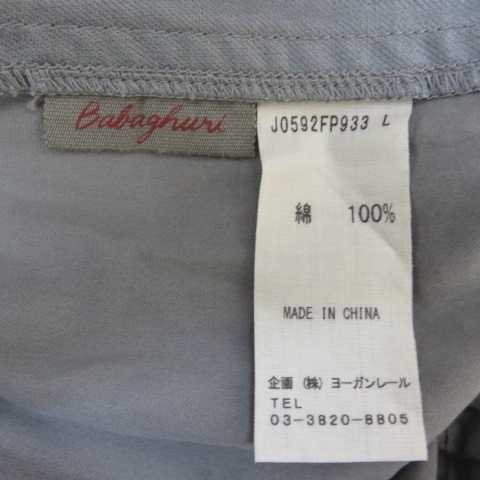 Babaghuri
J0592FP933 L
綿 100%
MADE IN CHINA
企画 (株) ヨーガンレール
TEL
03-3820-8805